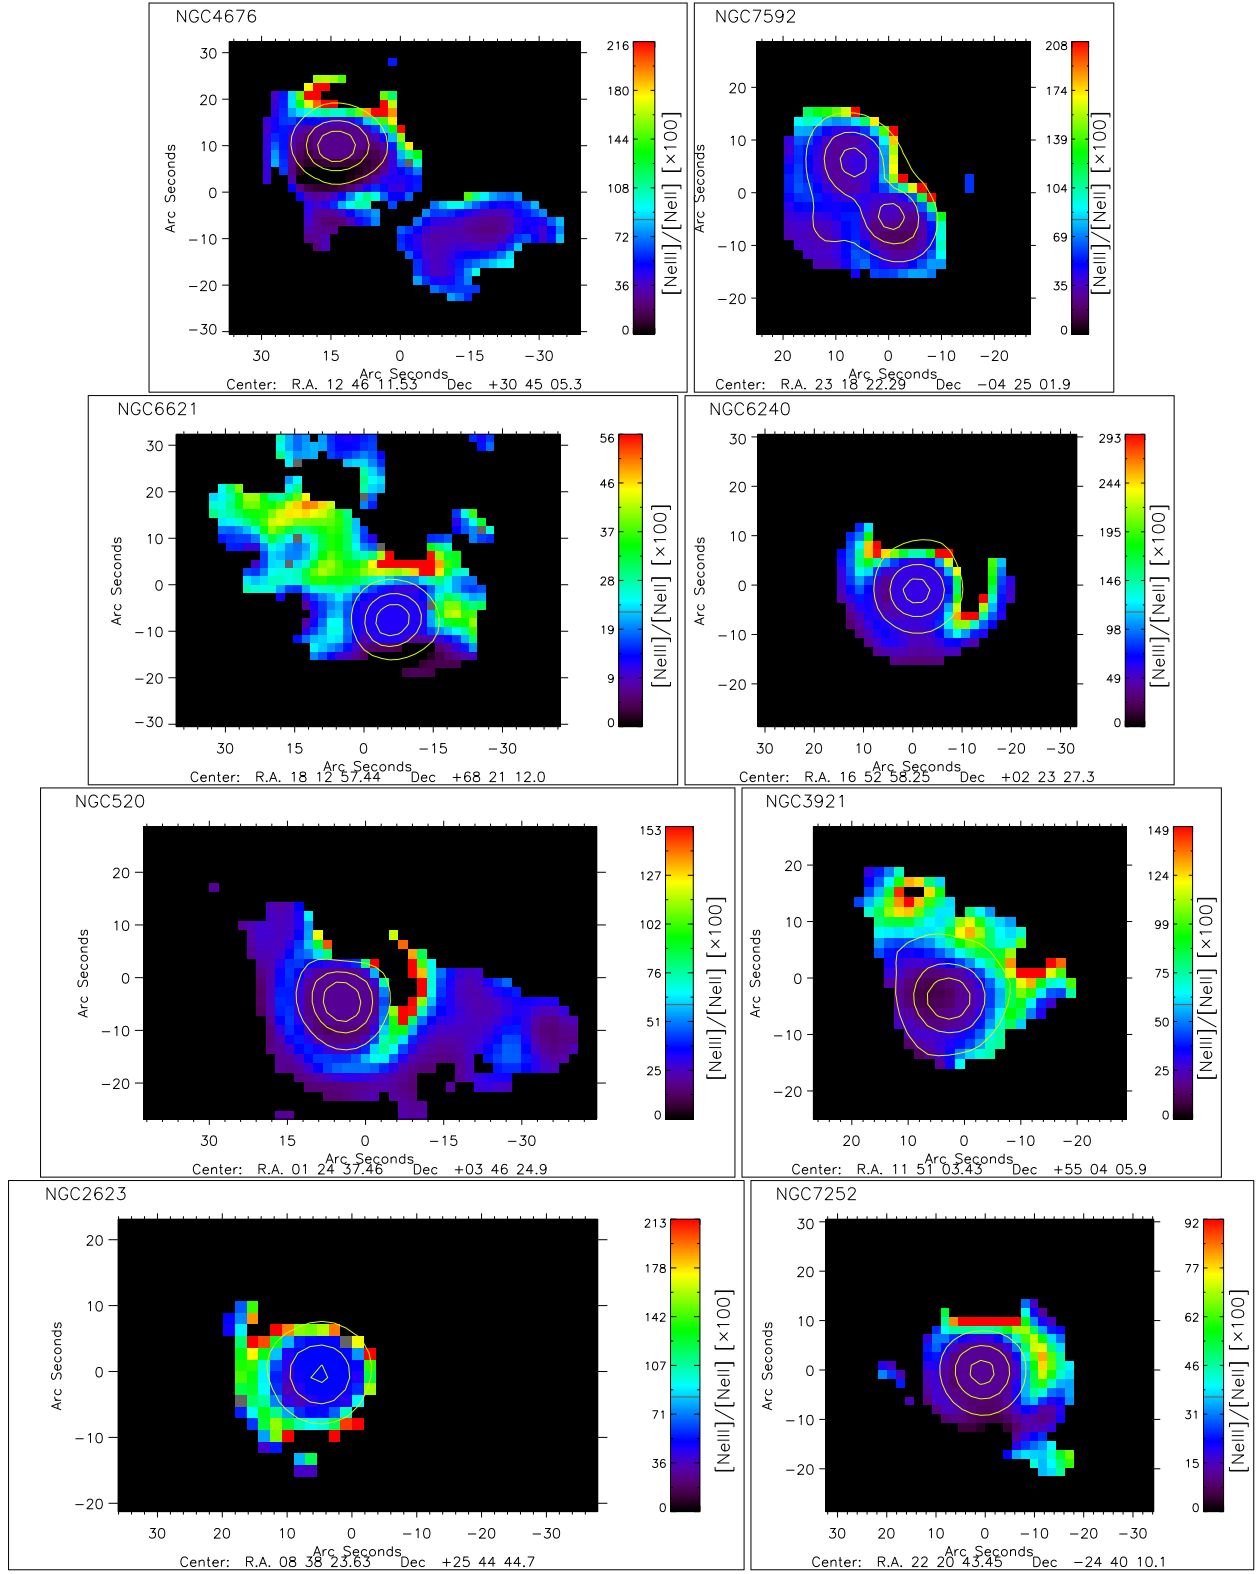 NGC4676
30
20
10
0
−10
−20
−30
Arc Seconds
30 15 0 −15 −30
Arc Seconds
Center: R.A. 12 46 11.53 Dec +30 45 05.3
216
180
144
108
72
36
0
[NeIII]/[NeII] [×100]
NGC7592
20
10
0
−10
−20
Arc Seconds
20 10 0 −10 −20
Arc Seconds
Center: R.A. 23 18 22.29 Dec −04 25 01.9
208
174
139
104
69
35
0
[NeIII]/[NeII] [×100]
NGC6621
30
20
10
0
−10
−20
−30
Arc Seconds
30 15 0 −15 −30
Arc Seconds
Center: R.A. 18 12 57.44 Dec +68 21 12.0
56
46
37
28
19
9
0
[NeIII]/[NeII] [×100]
NGC6240
30
20
10
0
−10
−20
Arc Seconds
30 20 10 0 −10 −20 −30
Arc Seconds
Center: R.A. 16 52 58.25 Dec +02 23 27.3
293
244
195
146
98
49
0
[NeIII]/[NeII] [×100]
NGC520
20
10
0
−10
−20
Arc Seconds
30 15 0 −15 −30
Arc Seconds
Center: R.A. 01 24 37.46 Dec +03 46 24.9
153
127
102
76
51
25
0
[NeIII]/[NeII] [×100]
NGC3921
20
10
0
−10
−20
Arc Seconds
20 10 0 −10 −20
Arc Seconds
Center: R.A. 11 51 03.43 Dec +55 04 05.9
149
124
99
75
50
25
0
[NeIII]/[NeII] [×100]
NGC2623
20
10
0
−10
−20
Arc Seconds
30 20 10 0 −10 −20 −30
Arc Seconds
Center: R.A. 08 38 23.63 Dec +25 44 44.7
213
178
142
107
71
36
0
[NeIII]/[NeII] [×100]
NGC7252
30
20
10
0
−10
−20
Arc Seconds
30 20 10 0 −10 −20 −30
Arc Seconds
Center: R.A. 22 20 43.45 Dec −24 40 10.1
92
77
62
46
31
15
0
[NeIII]/[NeII] [×100]